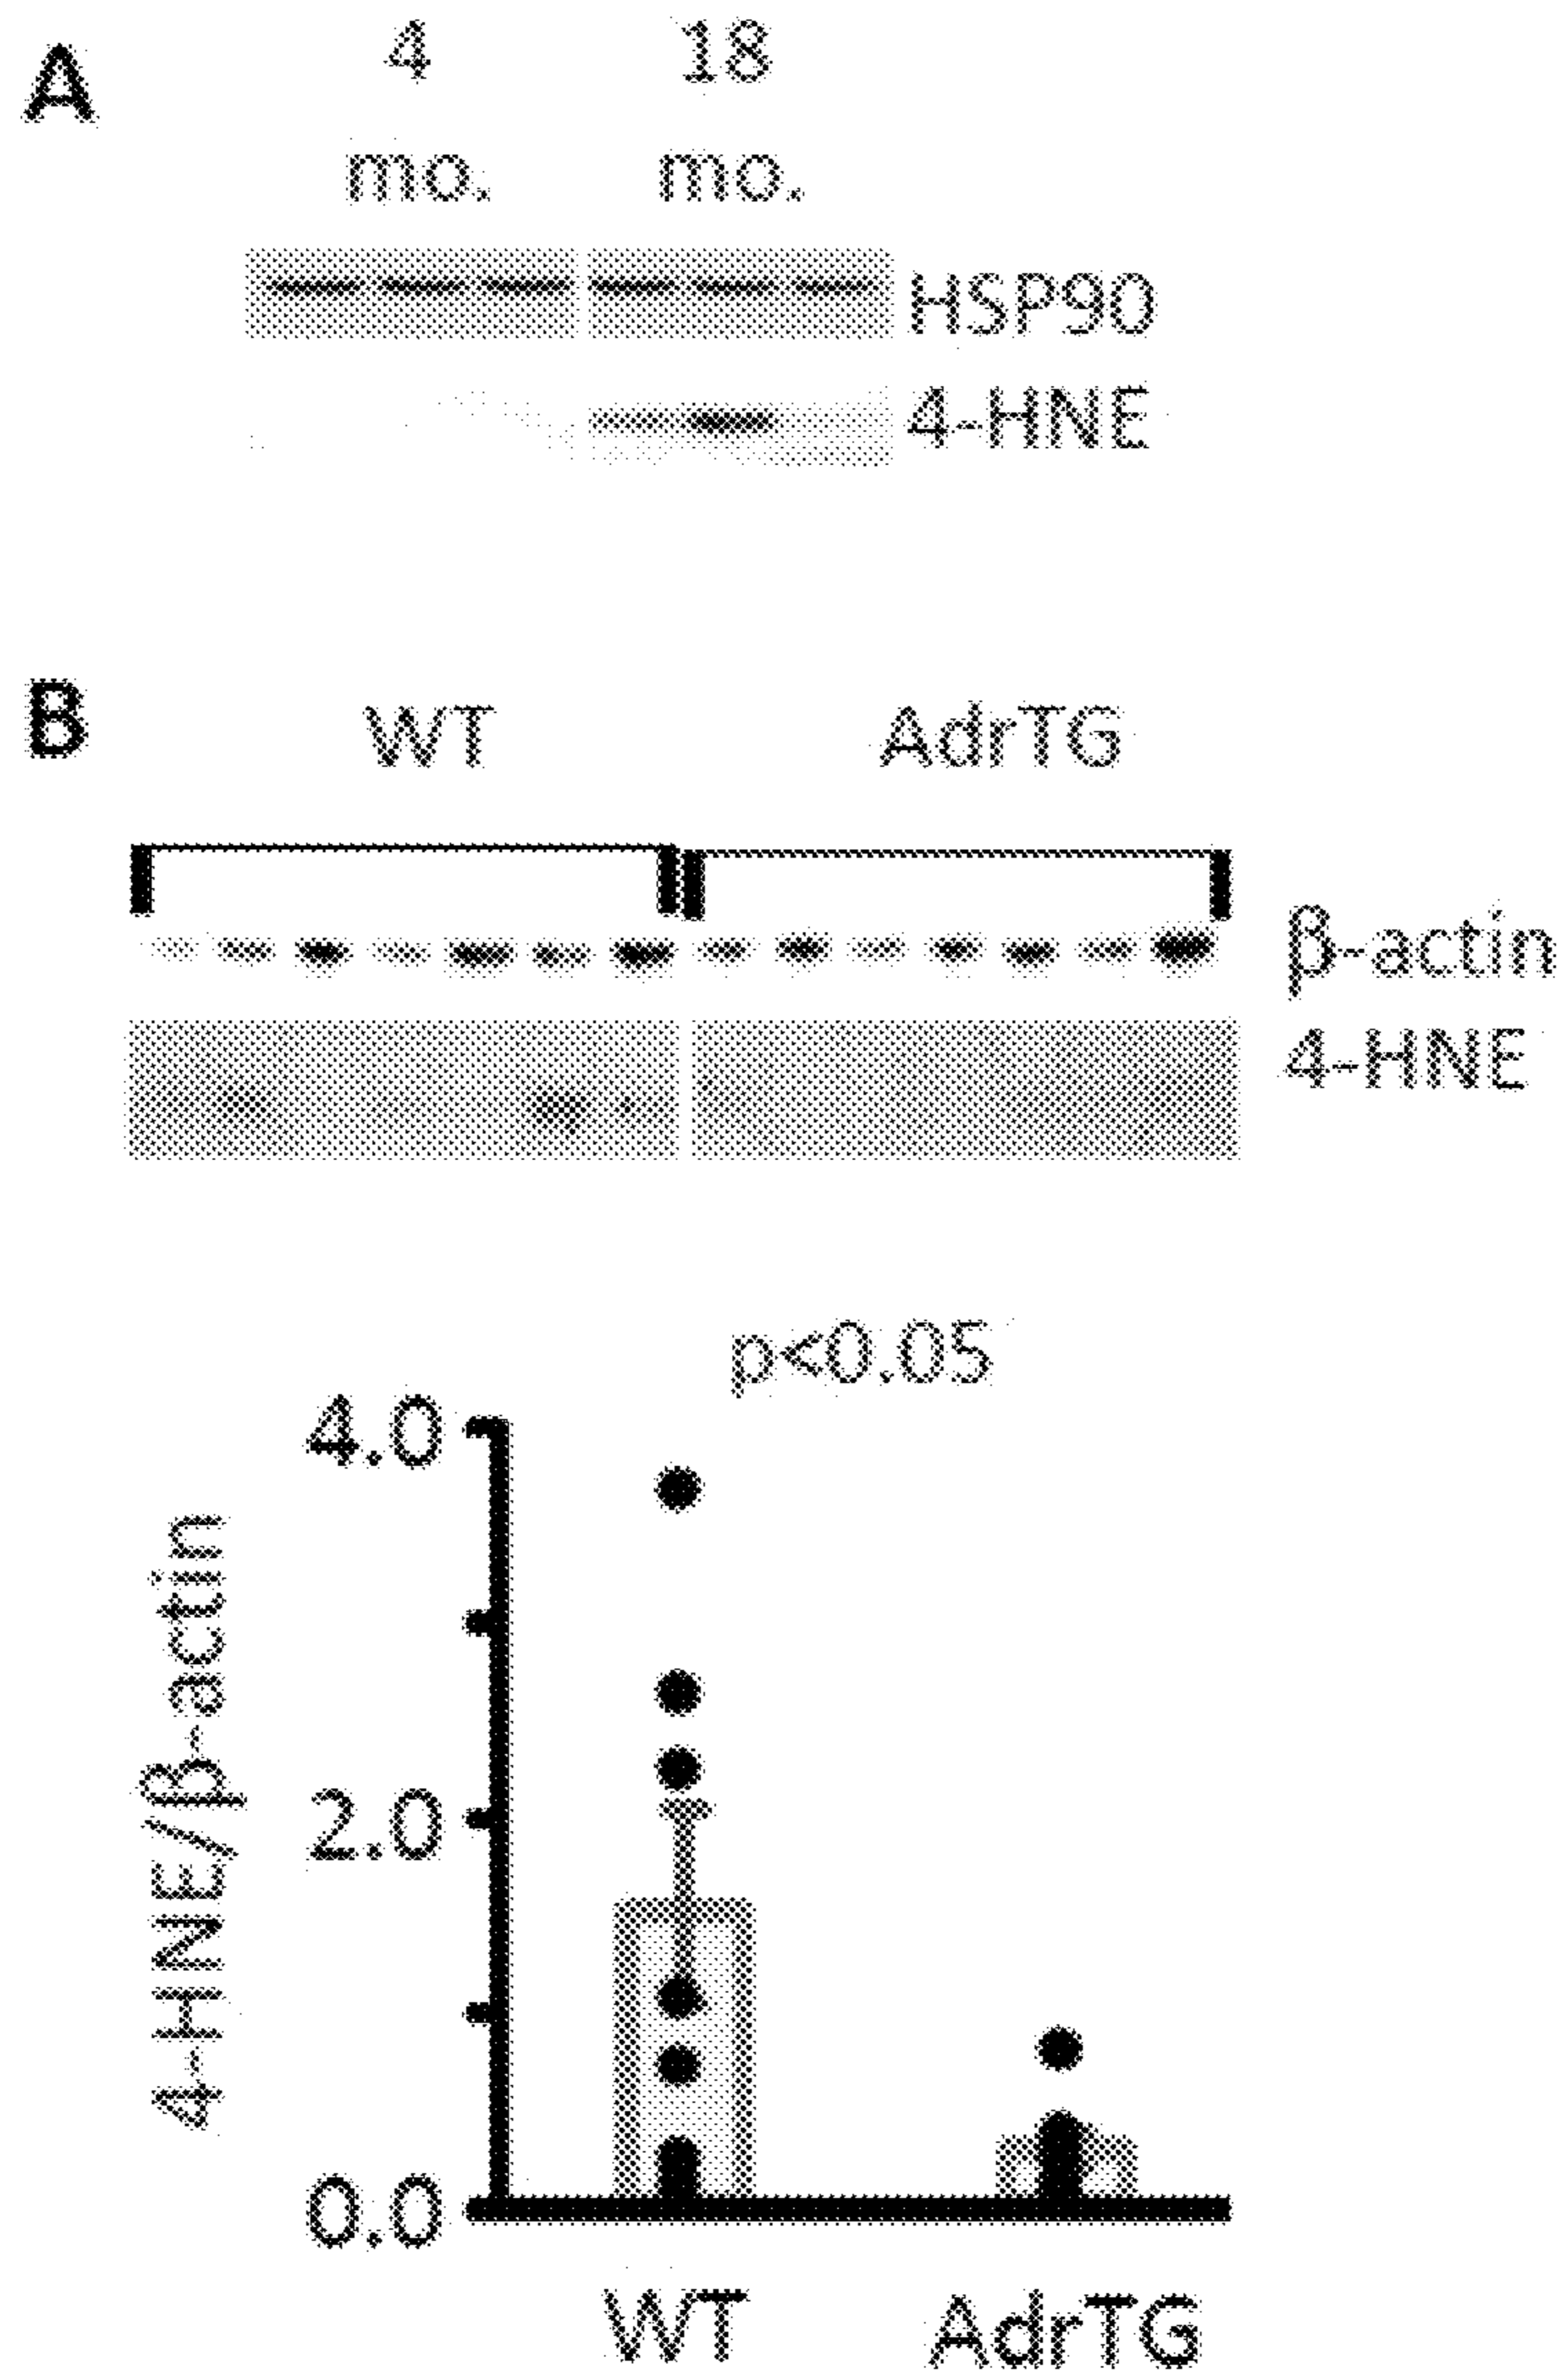 A
4 18
mo. mo.
HSP90
4-HNE
B
WT AdrTG
β-actin
4-HNE
p<0.05
4.0
2.0
0.0
4-HNE/β-actin
WT AdrTG